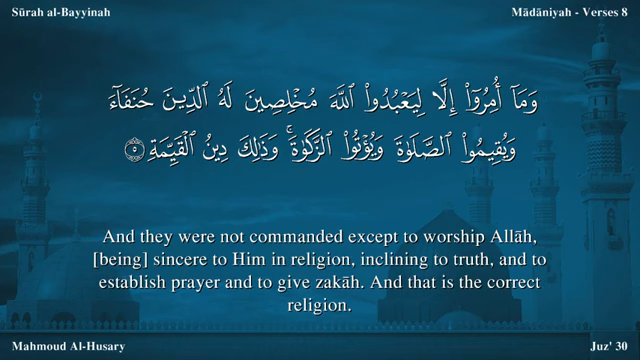 Sūrah al-Bayyinah
Mādāniyah - Verses 8
وَمَآ أُمِرُوٓا۟ إِلَّا لِيَعْبُدُوا۟ ٱللَّهَ مُخْلِصِينَ لَهُ ٱلدِّينَ حُنَفَآءَ
وَيُقِيمُوا۟ ٱلصَّلَوٰةَ وَيُؤْتُوا۟ ٱلزَّكَوٰةَ ۚ وَذَٰلِكَ دِينُ ٱلْقَيِّمَةِ ٥
And they were not commanded except to worship Allāh,
[being] sincere to Him in religion, inclining to truth, and to
establish prayer and to give zakāh. And that is the correct
religion.
Mahmoud Al-Husary
Juz' 30